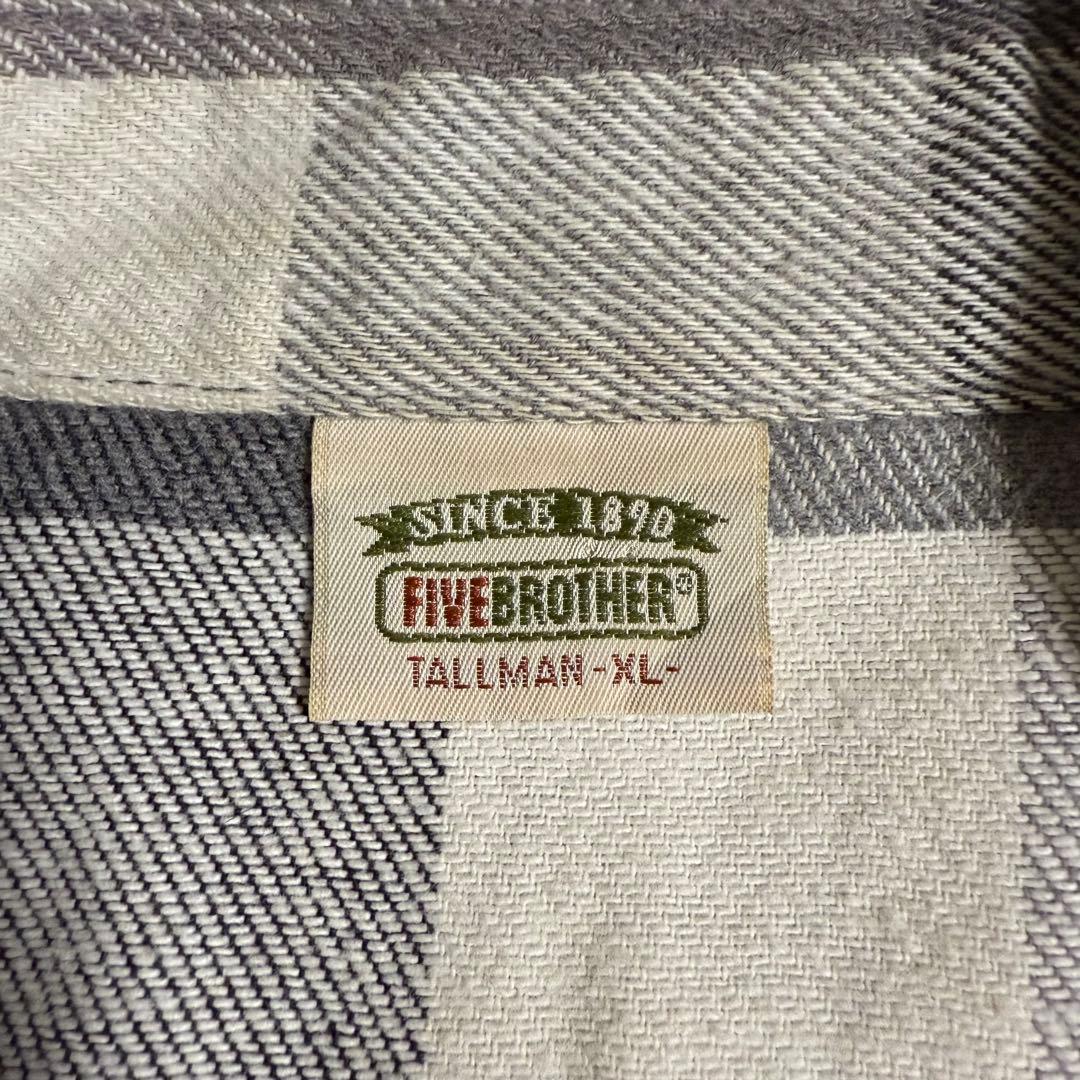 SINCE 1890
FIVEBROTHER®
TALLMAN-XL-